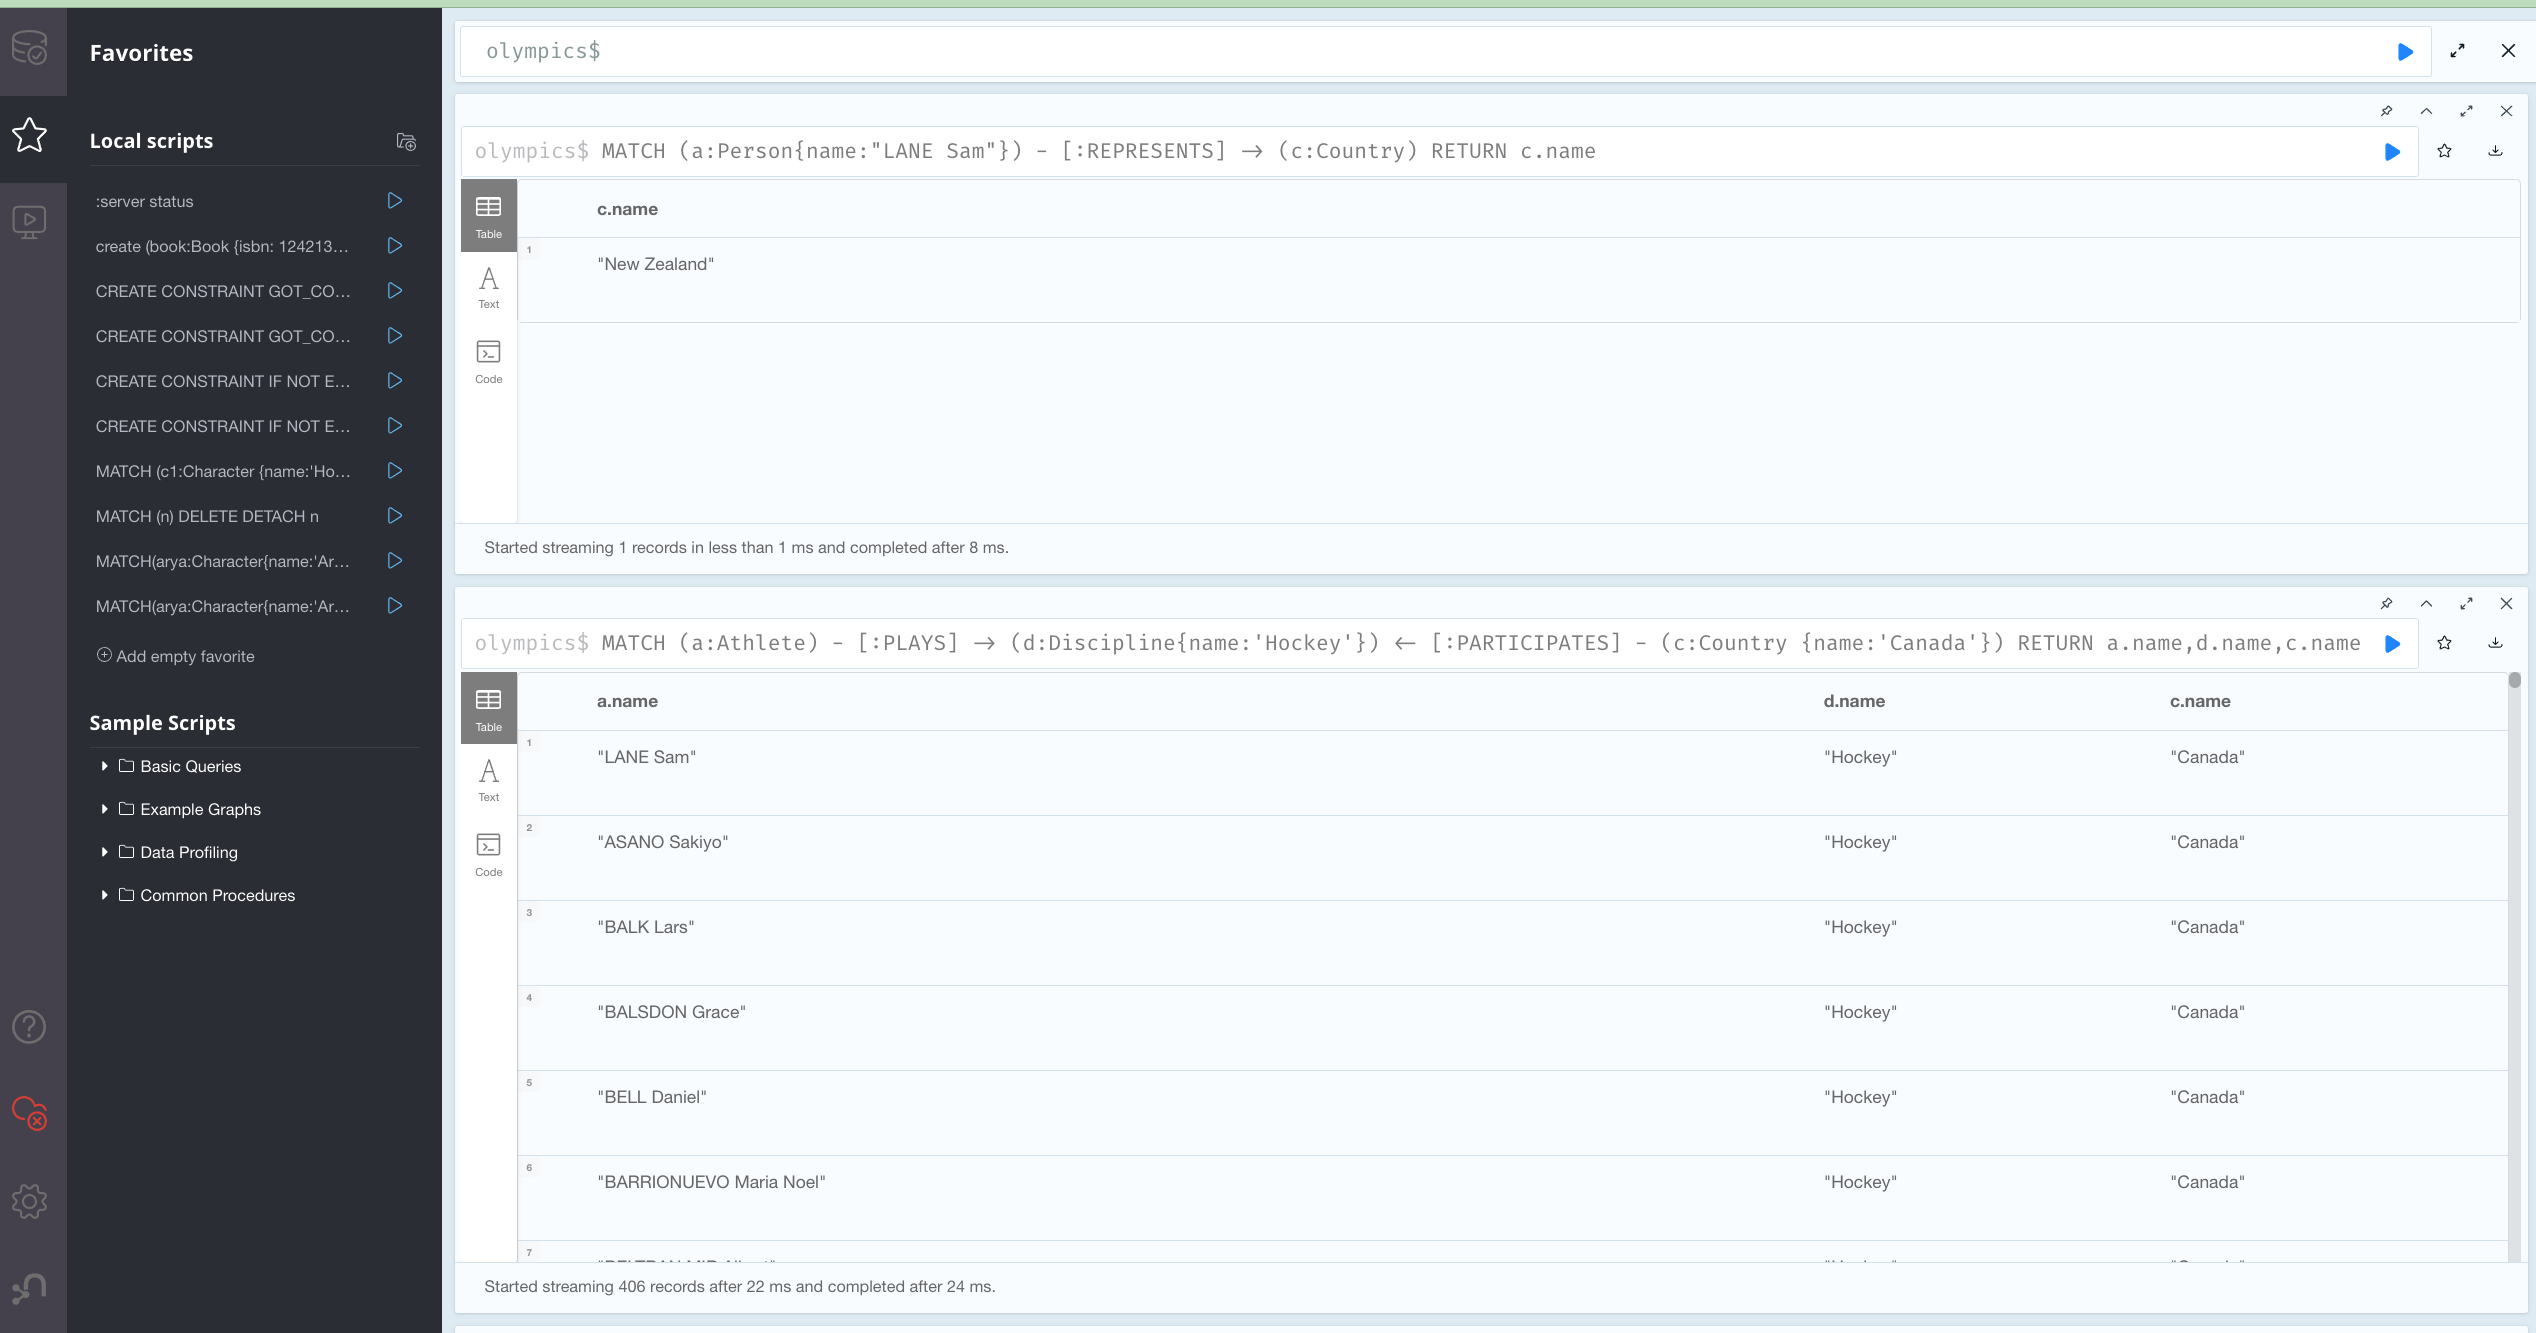 Favorites
Local scripts
:server status
create (book:Book {isbn: 124213...
CREATE CONSTRAINT GOT_CO...
CREATE CONSTRAINT GOT_CO...
CREATE CONSTRAINT IF NOT E...
CREATE CONSTRAINT IF NOT E...
MATCH (c1:Character {name:'Ho...
MATCH (n) DELETE DETACH n
MATCH(arya:Character{name:'Ar...
MATCH(arya:Character{name:'Ar...
Add empty favorite
Sample Scripts
Basic Queries
Example Graphs
Data Profiling
Common Procedures
olympics$
olympics$ MATCH (a:Person{name:"LANE Sam"}) - [:REPRESENTS] -> (c:Country) RETURN c.name
Table
Text
Code
c.name
1
"New Zealand"
Started streaming 1 records in less than 1 ms and completed after 8 ms.
olympics$ MATCH (a:Athlete) - [:PLAYS] -> (d:Discipline{name:'Hockey'}) <- [:PARTICIPATES] - (c:Country {name:'Canada'}) RETURN a.name,d.name,c.name
Table
Text
Code
a.name d.name c.name
1 "LANE Sam" "Hockey" "Canada"
2 "ASANO Sakiyo" "Hockey" "Canada"
3 "BALK Lars" "Hockey" "Canada"
4 "BALSDON Grace" "Hockey" "Canada"
5 "BELL Daniel" "Hockey" "Canada"
6 "BARRIONUEVO Maria Noel" "Hockey" "Canada"
7
Started streaming 406 records after 22 ms and completed after 24 ms.